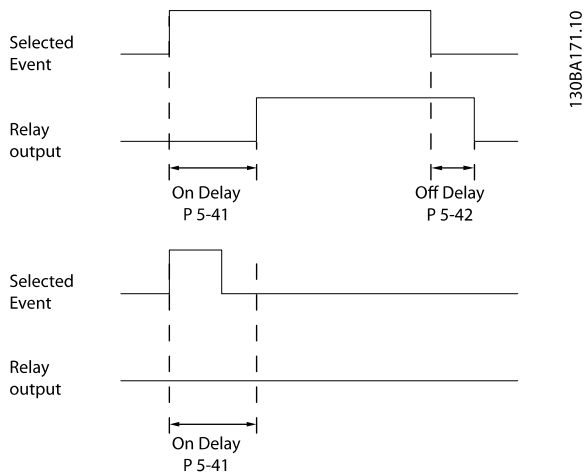 Selected
Event
130BA171.10
Relay
output
On Delay
P 5-41
Off Delay
P 5-42
Selected
Event
Relay
output
On Delay
P 5-41